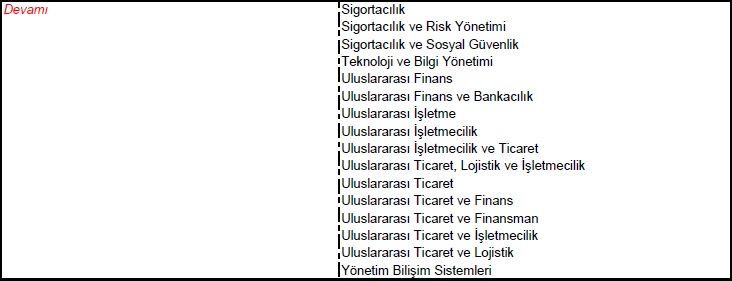 Devamı
Sigortacılık
Sigortacılık ve Risk Yönetimi
Sigortacılık ve Sosyal Güvenlik
Teknoloji ve Bilgi Yönetimi
Uluslararası Finans
Uluslararası Finans ve Bankacılık
Uluslararası İşletme
Uluslararası İşletmecilik
Uluslararası İşletmecilik ve Ticaret
Uluslararası Ticaret, Lojistik ve İşletmecilik
Uluslararası Ticaret
Uluslararası Ticaret ve Finans
Uluslararası Ticaret ve Finansman
Uluslararası Ticaret ve İşletmecilik
Uluslararası Ticaret ve Lojistik
Yönetim Bilişim Sistemleri